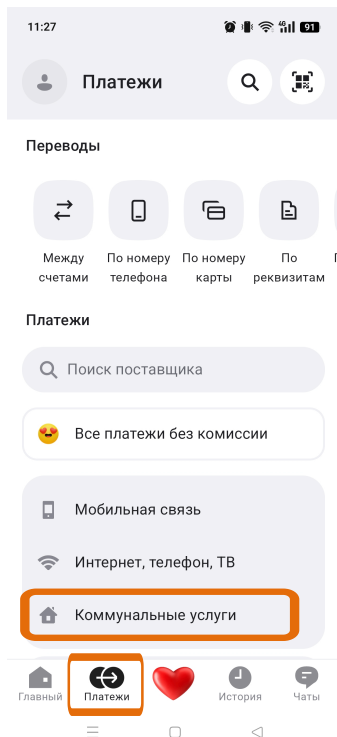 11:27
4G 91
Платежи
Переводы
Между счетами
По номеру телефона
По номеру карты
По реквизитам
Платежи
Поиск поставщика
Все платежи без комиссии
Мобильная связь
Интернет, телефон, ТВ
Коммунальные услуги
Главный Платежи История Чаты